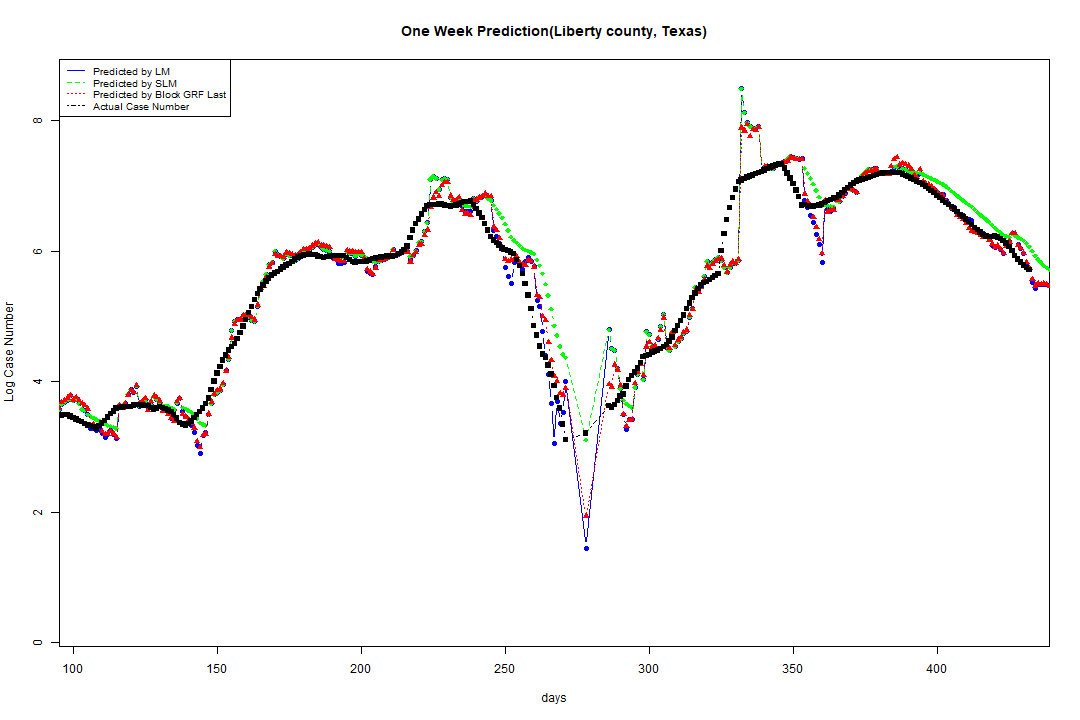 One Week Prediction(Liberty county, Texas)
Predicted by LM
Predicted by SLM
Predicted by Block GRF Last
Actual Case Number
Log Case Number
8
6
4
2
0
100 150 200 250 300 350 400
days